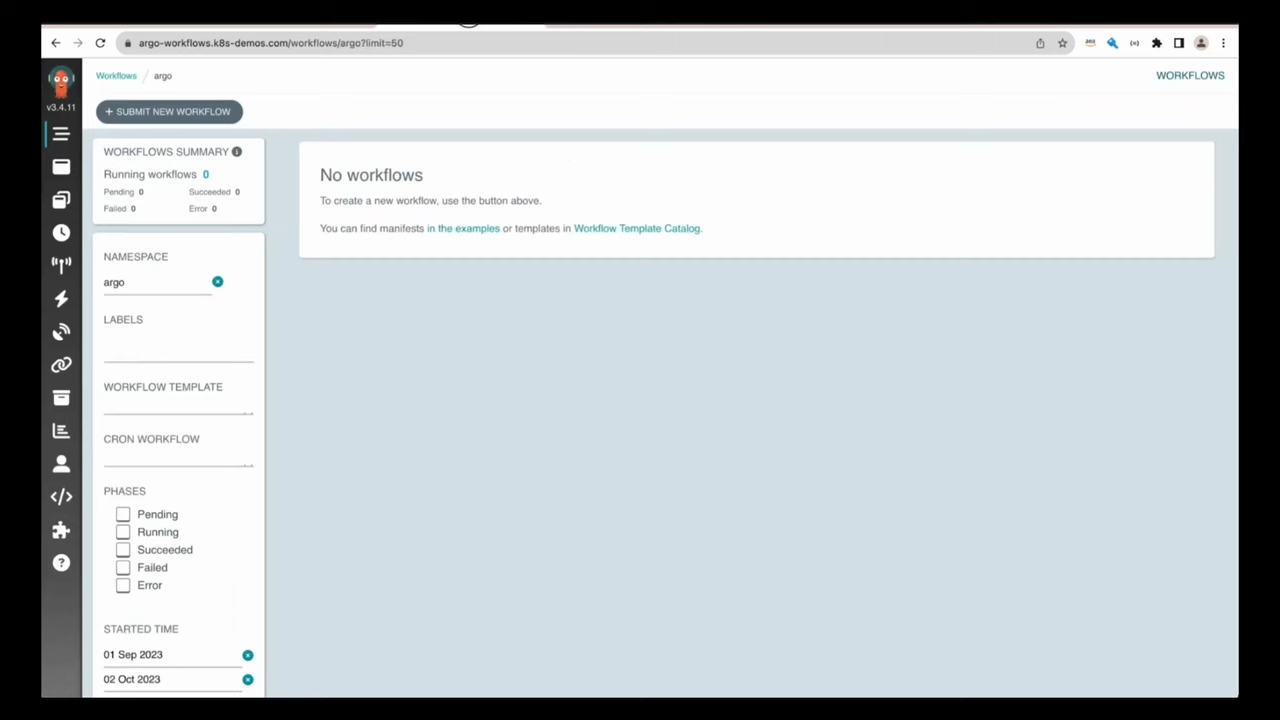 argo-workflows.k8s-demos.com/workflows/argo?limit=50
Workflows / argo
WORKFLOWS
v3.4.11
+ SUBMIT NEW WORKFLOW
WORKFLOWS SUMMARY
Running workflows 0
Pending 0 Succeeded 0
Failed 0 Error 0
No workflows
To create a new workflow, use the button above.
You can find manifests in the examples or templates in Workflow Template Catalog.
NAMESPACE
argo
LABELS
WORKFLOW TEMPLATE
CRON WORKFLOW
PHASES
Pending
Running
Succeeded
Failed
Error
STARTED TIME
01 Sep 2023
02 Oct 2023